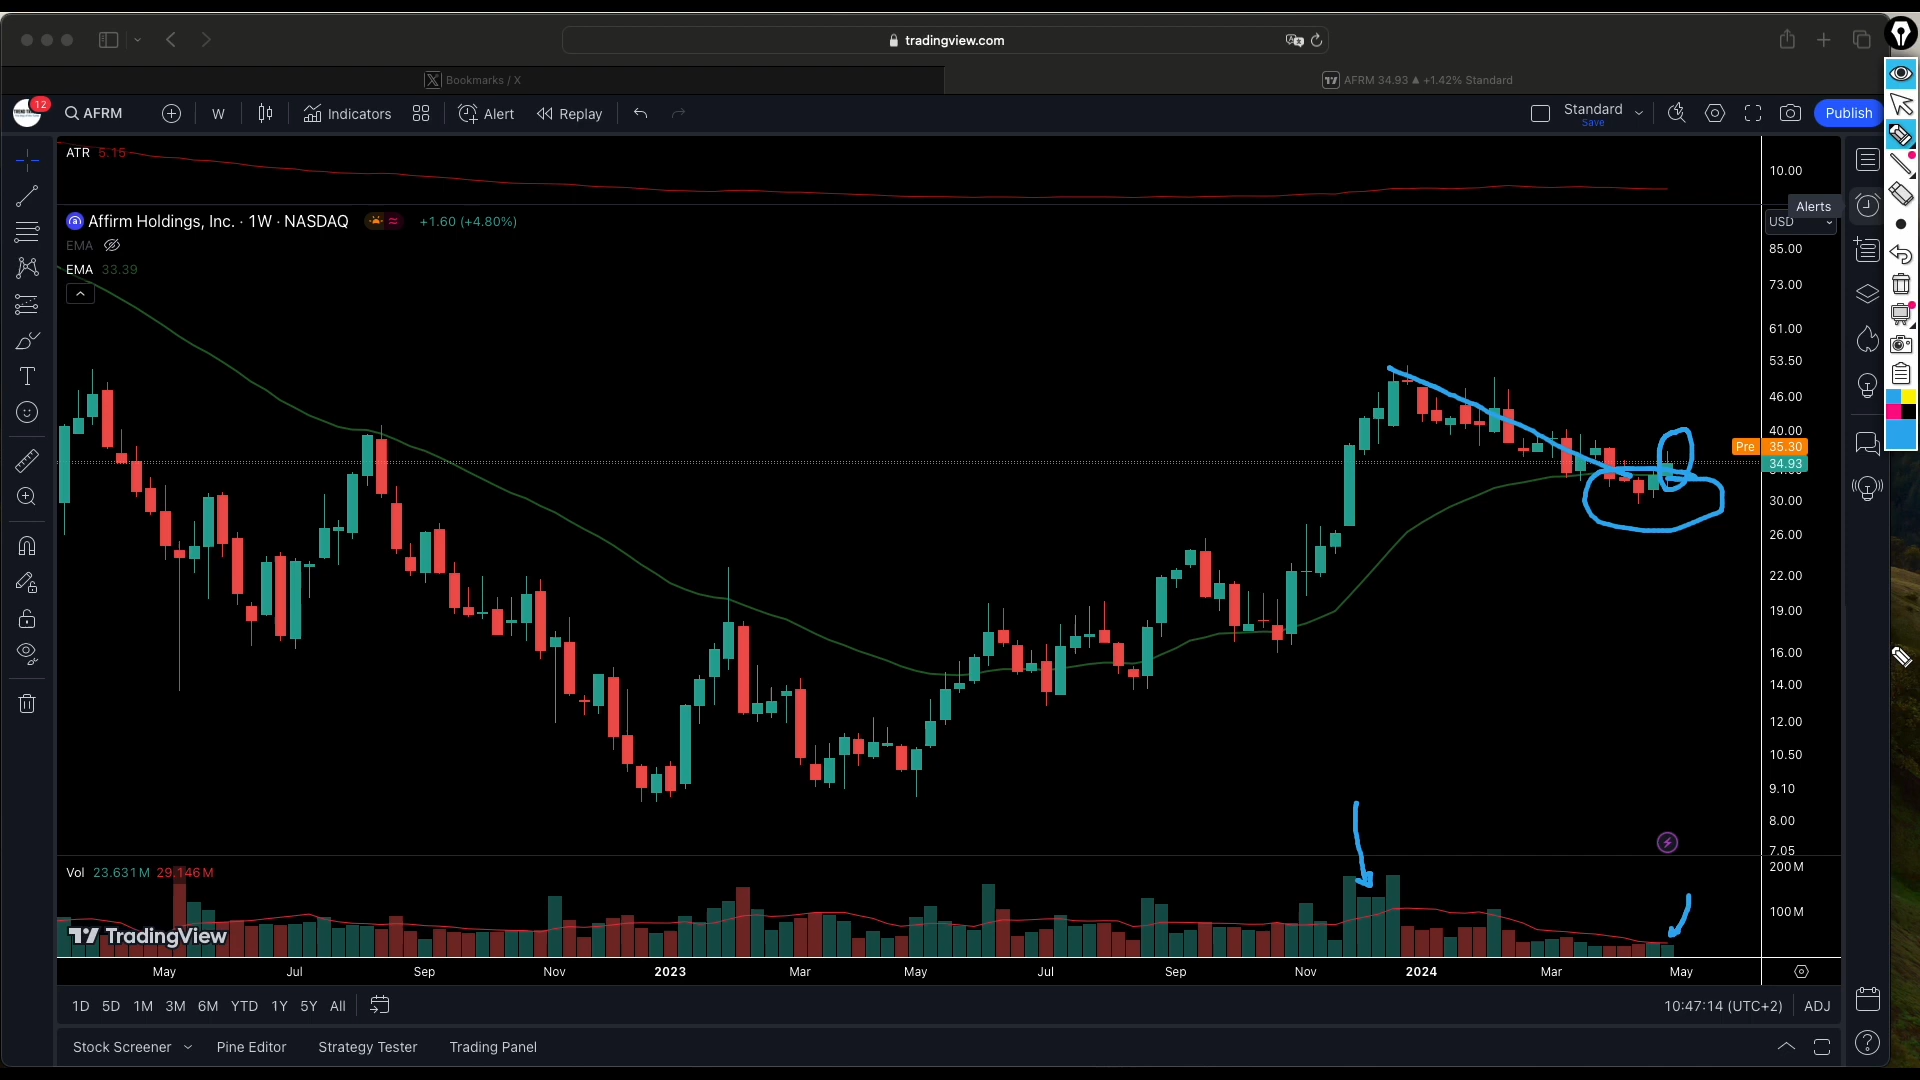 tradingview.com
Bookmarks / X
AFRM 34.93 ▲ +1.42% Standard
12
AFRM
W
Indicators
Alert
Replay
Standard
Save
Publish
ATR 5.15
10.00
Alerts
Affirm Holdings, Inc. · 1W · NASDAQ
+1.60 (+4.80%)
USD
EMA
EMA 33.39
85.00
73.00
61.00
53.50
46.00
40.00
Pre 35.30
34.93
30.00
26.00
22.00
19.00
16.00
14.00
12.00
10.50
9.10
8.00
7.05
Vol 23.631M 29.146M
200M
100M
TradingView
May
Jul
Sep
Nov
2023
Mar
May
Jul
Sep
Nov
2024
Mar
May
1D 5D 1M 3M 6M YTD 1Y 5Y All
10:47:14 (UTC+2)
ADJ
Stock Screener
Pine Editor
Strategy Tester
Trading Panel